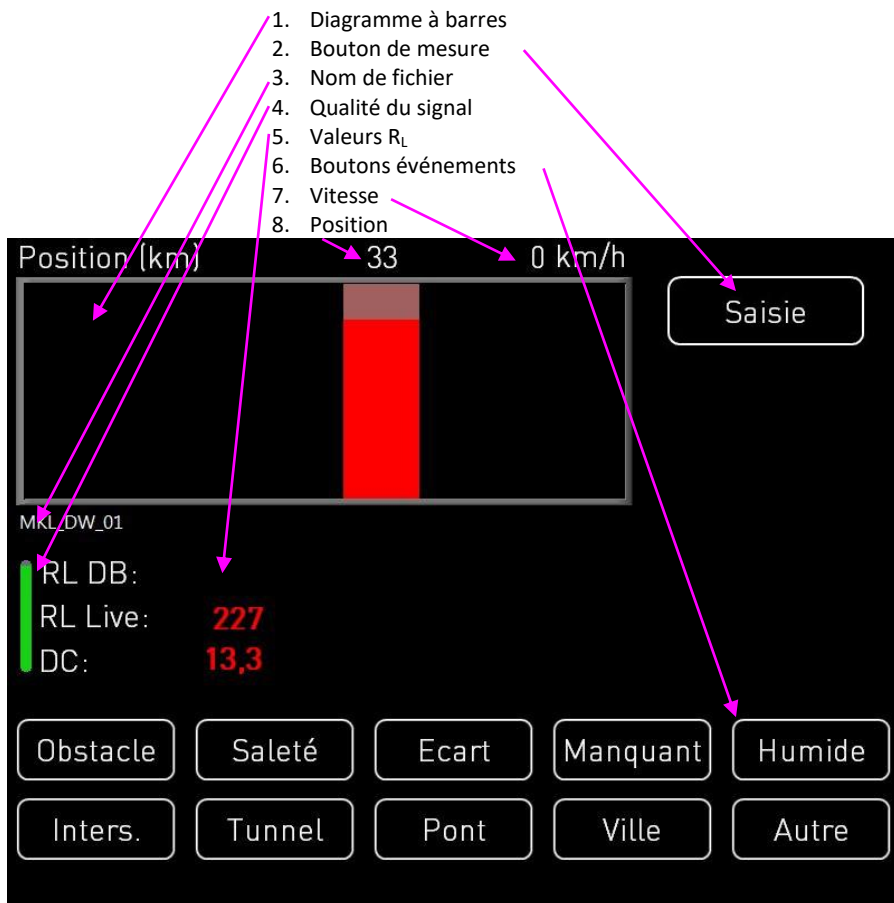 1. Diagramme à barres
2. Bouton de mesure
3. Nom de fichier
4. Qualité du signal
5. Valeurs RL
6. Boutons événements
7. Vitesse
8. Position
Position (km) 33 0 km/h
Saisie
MKL_DW_01
RL DB:
RL Live: 227
DC: 13,3
Obstacle Saleté Ecart Manquant Humide
Inters. Tunnel Pont Ville Autre